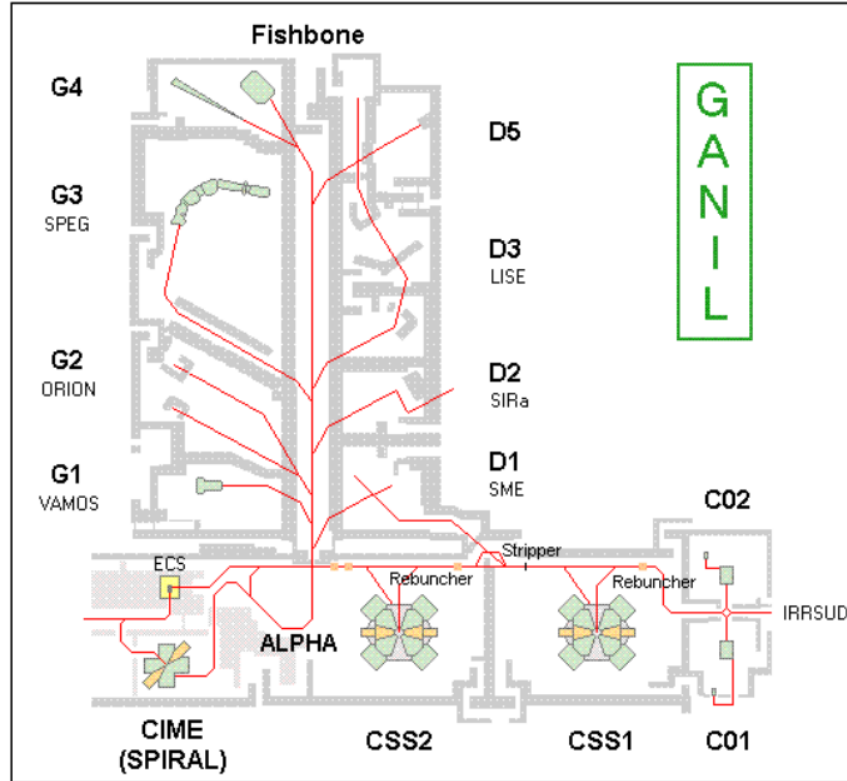 Fishbone
G4
D5
G
A
N
I
L
G3
SPEG
D3
LISE
G2
ORION
D2
SIRa
G1
VAMOS
D1
SME
C02
ECS
Stripper
Rebuncher
Rebuncher
IRRSUD
ALPHA
CIME
(SPIRAL)
CSS2
CSS1
C01